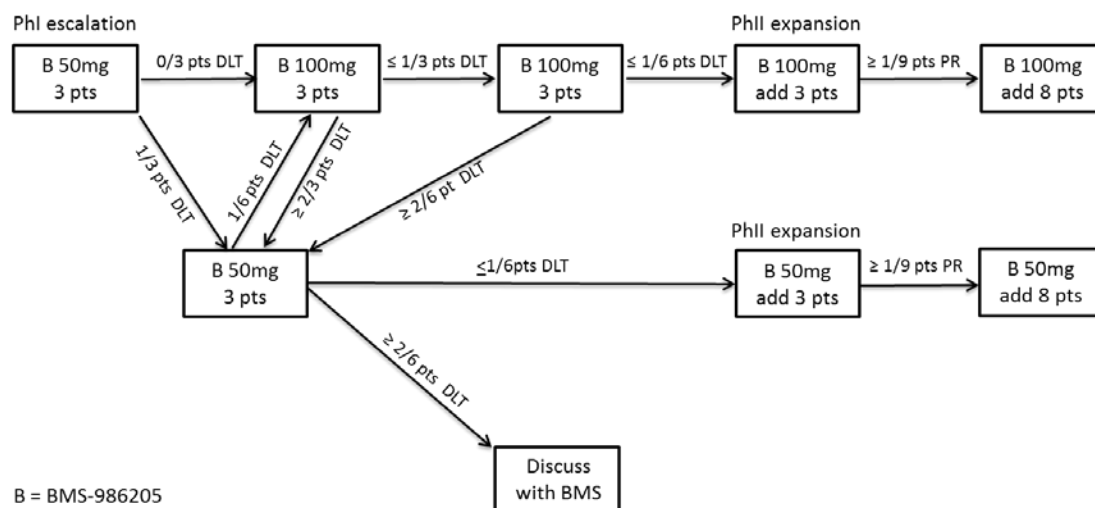 PhI escalation
PhII expansion
B 50mg
3 pts
0/3 pts DLT
B 100mg
3 pts
≤ 1/3 pts DLT
B 100mg
3 pts
≤ 1/6 pts DLT
B 100mg
add 3 pts
≥ 1/9 pts PR
B 100mg
add 8 pts
1/3 pts DLT
1/6 pts DLT
≥ 2/3 pts DLT
≥ 2/6 pt DLT
PhII expansion
B 50mg
3 pts
≤1/6pts DLT
B 50mg
add 3 pts
≥ 1/9 pts PR
B 50mg
add 8 pts
≥ 2/6 pts DLT
Discuss
with BMS
B = BMS-986205